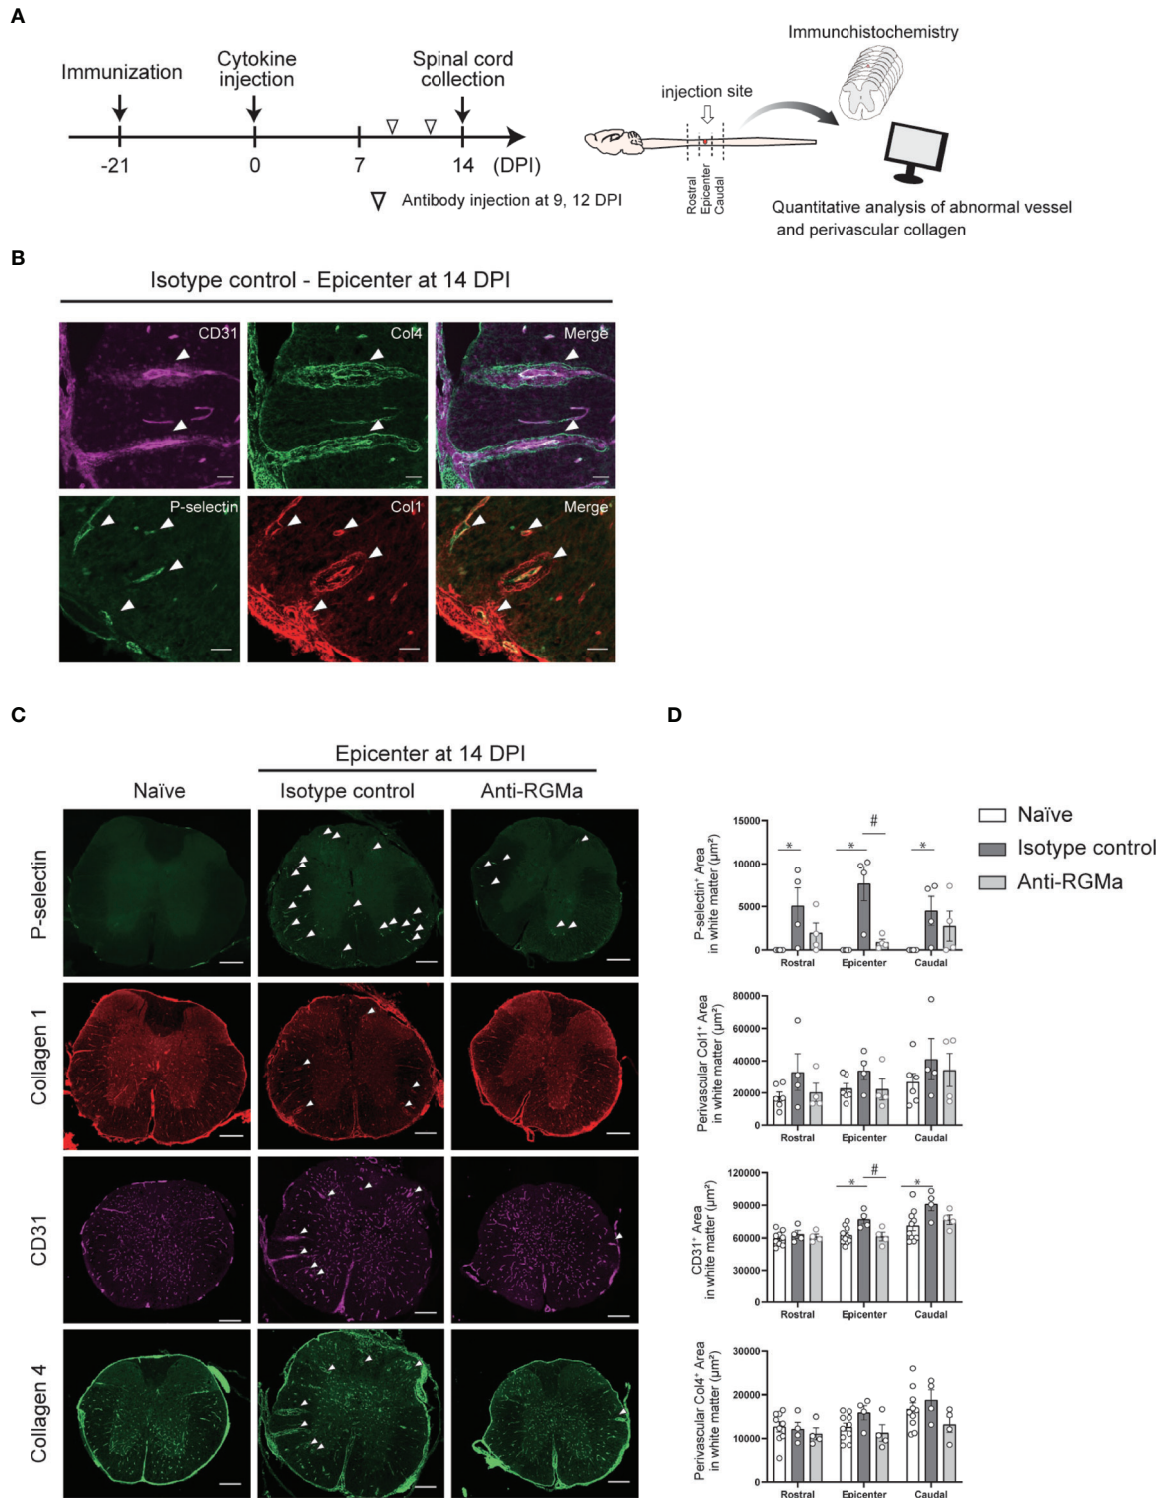 A
Immunization
Cytokine
injection
Spinal cord
collection
-21
0
7
14
(DPI)
Antibody injection at 9, 12 DPI
injection site
Rostral
Epicenter
Caudal
Immunchistochemistry
Quantitative analysis of abnormal vessel
and perivascular collagen
B
Isotype control - Epicenter at 14 DPI
CD31
Col4
Merge
P-selectin
Col1
Merge
C
Epicenter at 14 DPI
Naïve
Isotype control
Anti-RGMa
P-selectin
Collagen 1
CD31
Collagen 4
D
Naïve
Isotype control
Anti-RGMa
P-selectin⁺ Area
in white matter (µm²)
15000
10000
5000
0
*
*
#
*
Rostral
Epicenter
Caudal
Perivascular Col1⁺ Area
in white matter (µm²)
80000
60000
40000
20000
0
Rostral
Epicenter
Caudal
CD31⁺ Area
in white matter (µm²)
120000
90000
60000
30000
0
*
#
*
Rostral
Epicenter
Caudal
Perivascular Col4⁺ Area
in white matter (µm²)
30000
20000
10000
0
Rostral
Epicenter
Caudal